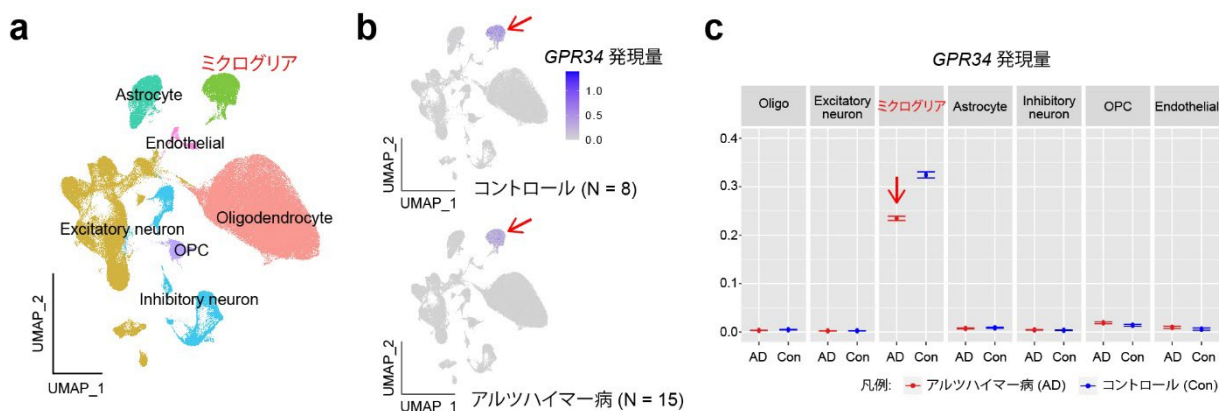 a
ミクログリア
Astrocyte
Endothelial
Oligodendrocyte
Excitatory neuron
OPC
Inhibitory neuron
UMAP_2
UMAP_1
b
GPR34 発現量
1.0
0.5
0.0
UMAP_2
UMAP_1
コントロール (N = 8)
UMAP_2
UMAP_1
アルツハイマー病 (N = 15)
c
GPR34 発現量
Oligo
Excitatory
neuron
ミクログリア
Astrocyte
Inhibitory
neuron
OPC
Endothelial
0.4
0.3
0.2
0.1
0.0
AD Con AD Con AD Con AD Con AD Con AD Con AD Con
凡例: アルツハイマー病 (AD) コントロール (Con)